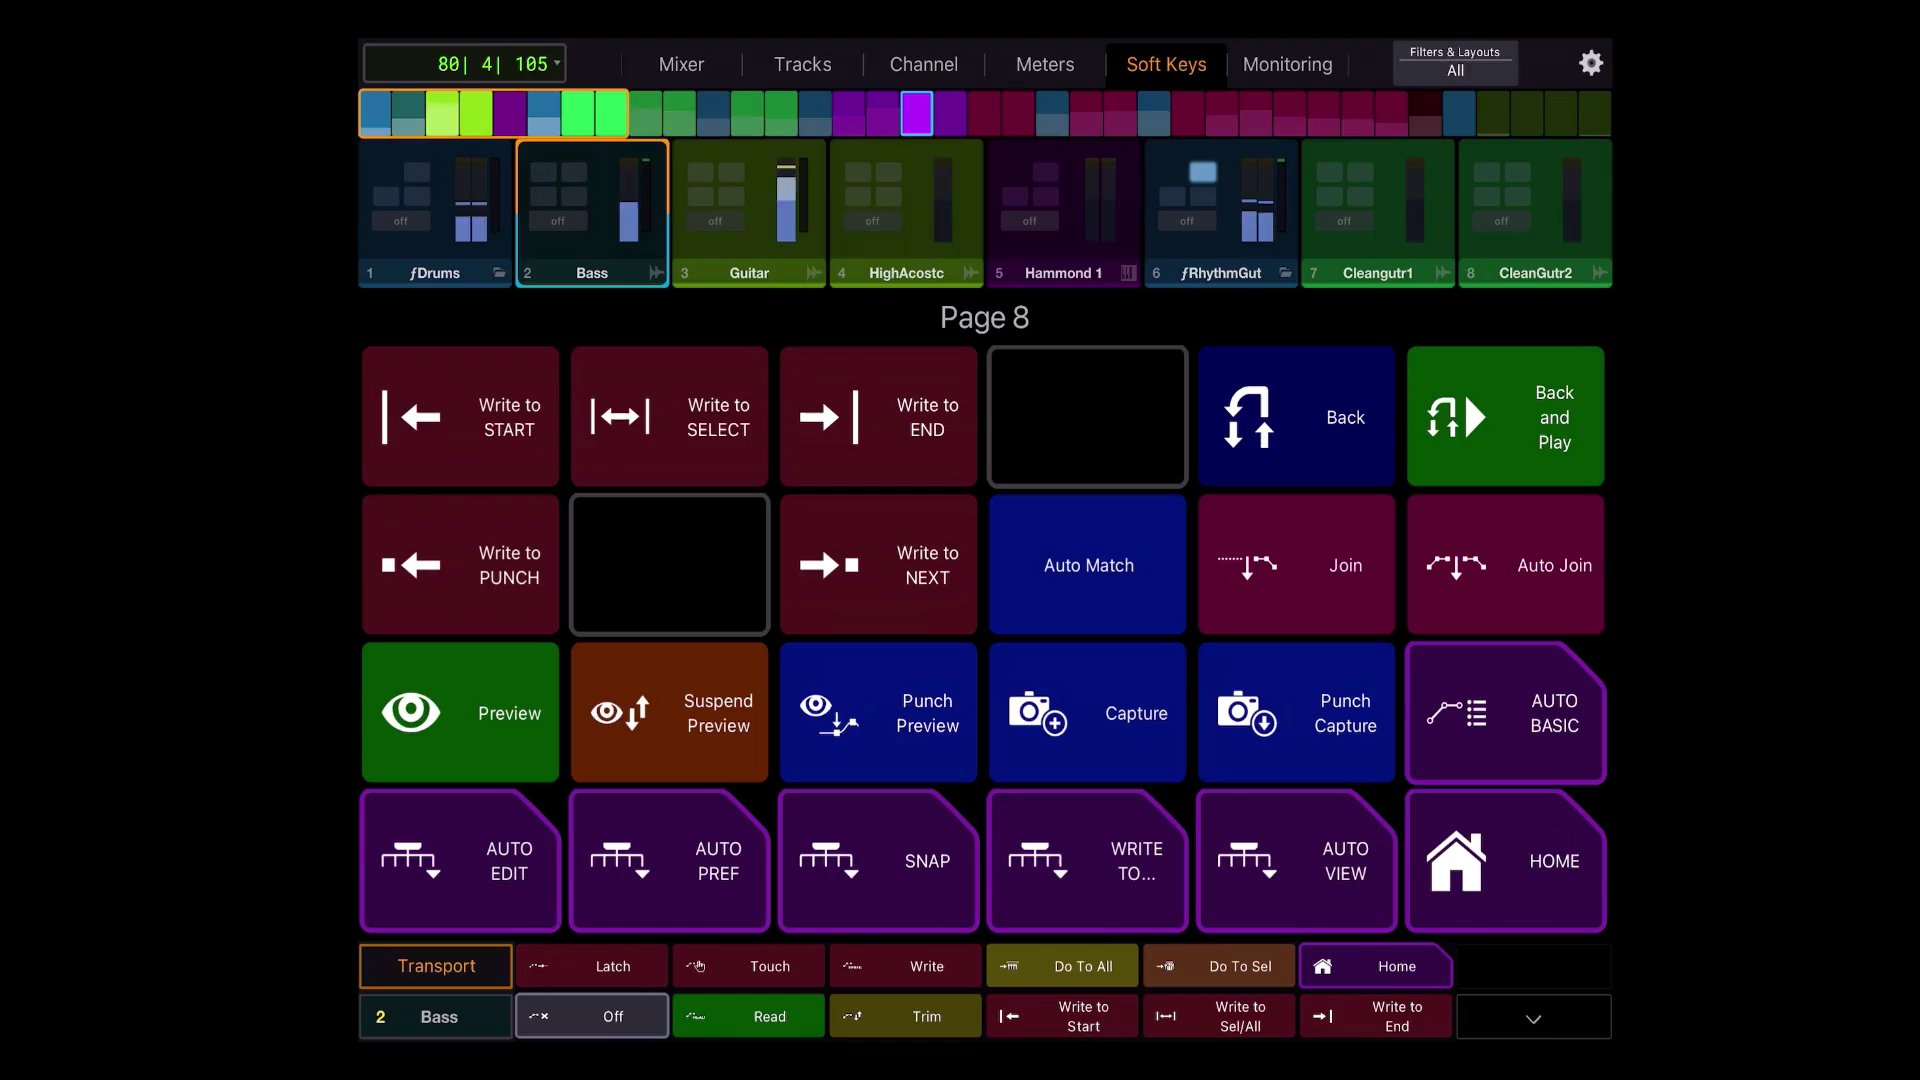 80| 4| 105
Mixer
Tracks
Channel
Meters
Soft Keys
Monitoring
Filters & Layouts
All
off
off
off
off
off
off
off
off
1 ƒDrums
2 Bass
3 Guitar
4 HighAcostc
5 Hammond 1
6 ƒRhythmGut
7 Cleangutr1
8 CleanGutr2
Page 8
Write to
START
Write to
SELECT
Write to
END
Back
Back
and
Play
Write to
PUNCH
Write to
NEXT
Auto Match
Join
Auto Join
Preview
Suspend
Preview
Punch
Preview
Capture
Punch
Capture
AUTO
BASIC
AUTO
EDIT
AUTO
PREF
SNAP
WRITE
TO...
AUTO
VIEW
HOME
Transport
Latch
Touch
Write
Do To All
Do To Sel
Home
2 Bass
Off
Read
Trim
Write to
Start
Write to
Sel/All
Write to
End